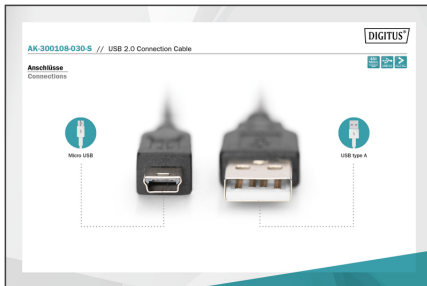 DIGITUS®
AK-300108-030-S // USB 2.0 Connection Cable
Anschlüsse
Connections
Micro USB
USB type A